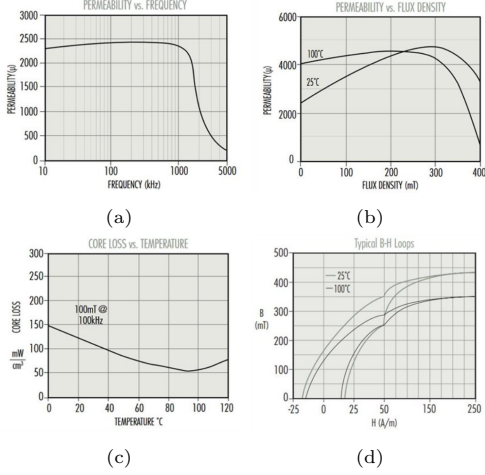 PERMEABILITY vs. FREQUENCY
3000
2500
2000
1500
1000
500
0
PERMEABILITY(µ)
10
100
1000
5000
FREQUENCY (kHz)
(a)
PERMEABILITY vs. FLUX DENSITY
6000
4000
2000
0
PERMEABILITY(µ)
100℃
25℃
0
100
200
300
400
FLUX DENSITY (mT)
(b)
CORE LOSS vs. TEMPERATURE
300
250
200
150
100
50
0
CORE LOSS
mW
cm³
100mT @
100kHz
0
20
40
60
80
100
120
TEMPERATURE °C
(c)
Typical B-H Loops
500
400
300
200
100
0
B
(mT)
25℃
100℃
-25
0
25
50
150
250
H (A/m)
(d)